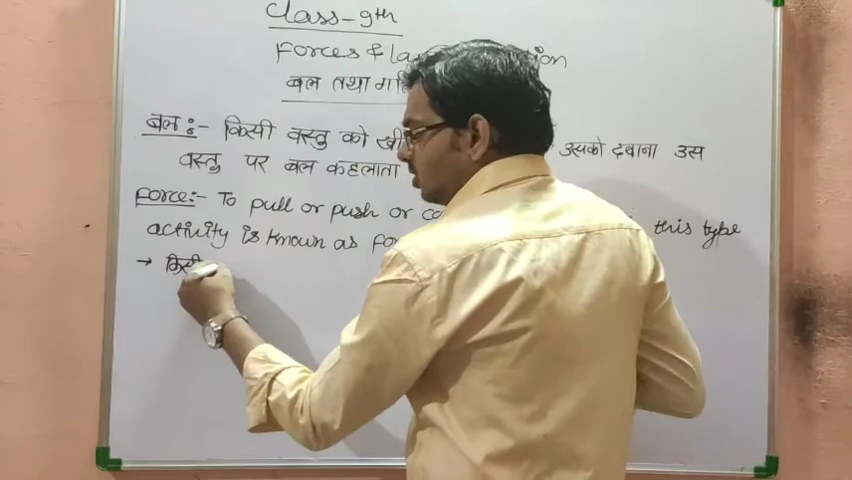 Class-9th
Forces & ion
बल तथा
बल:- किसी वस्तु को उसको दबाना उस
वस्तु पर बल कहलाता
Force:- To pull or push or this type
activity is known as
→ किसी